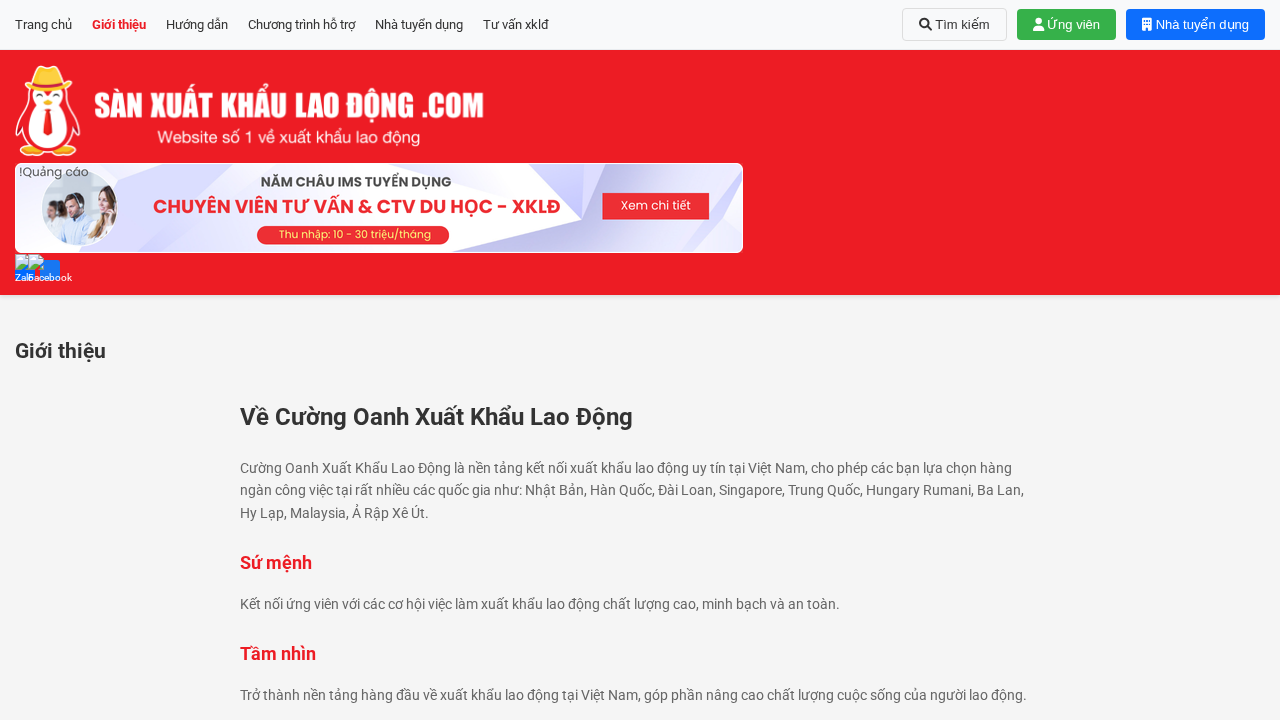 Trang chủ Giới thiệu Hướng dẫn Chương trình hỗ trợ Nhà tuyển dung Tư vấn xklđ Tìm kiếm Ứng viên Nhà tuyển dụng
SÀN XUẤT KHẨU LAO ĐỘNG .COM
Website số 1 về xuất khẩu lao động
!Quảng cáo
NĂM CHÂU IMS TUYỂN DỤNG
CHUYÊN VIÊN TƯ VẤN & CTV DU HỌC - XKLĐ
Xem chi tiết
Thu nhập: 10 - 30 triệu/tháng
Zalo Facebook
Giới thiệu
Về Cường Oanh Xuất Khẩu Lao Động
Cường Oanh Xuất Khẩu Lao Động là nền tảng kết nối xuất khẩu lao động uy tín tại Việt Nam, cho phép các bạn lựa chọn hàng
ngàn công việc tại rất nhiều các quốc gia như: Nhật Bản, Hàn Quốc, Đài Loan, Singapore, Trung Quốc, Hungary Rumani, Ba Lan,
Hy Lạp, Malaysia, Ả Rập Xê Út.
Sứ mệnh
Kết nối ứng viên với các cơ hội việc làm xuất khẩu lao động chất lượng cao, minh bạch và an toàn.
Tầm nhìn
Trở thành nền tảng hàng đầu về xuất khẩu lao động tại Việt Nam, góp phần nâng cao chất lượng cuộc sống của người lao động.